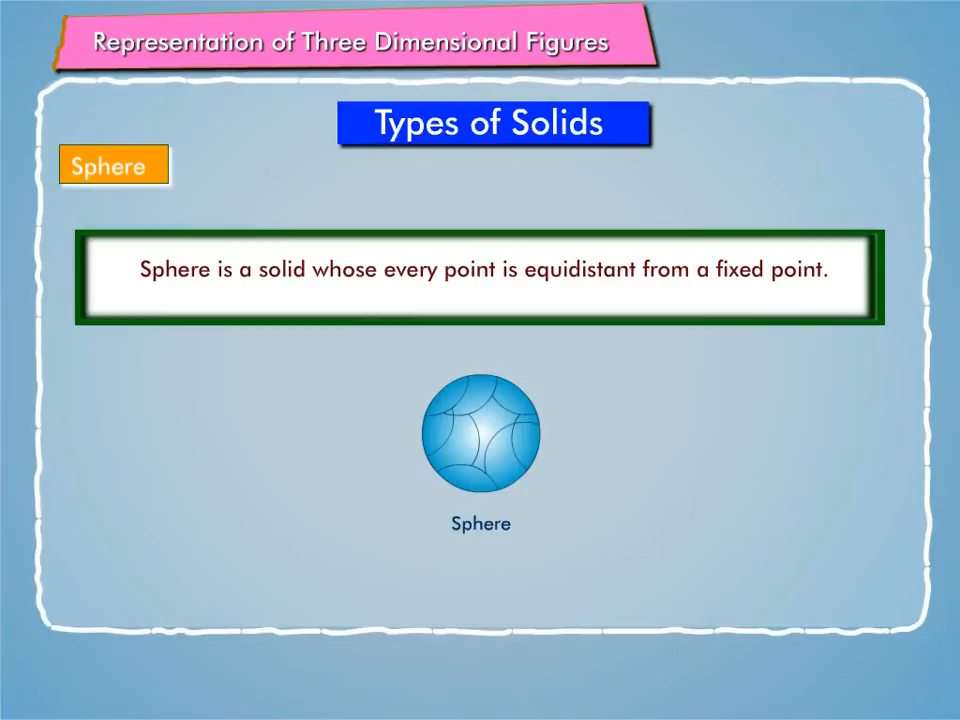 Representation of Three Dimensional Figures
Types of Solids
Sphere
Sphere is a solid whose every point is equidistant from a fixed point.
Sphere